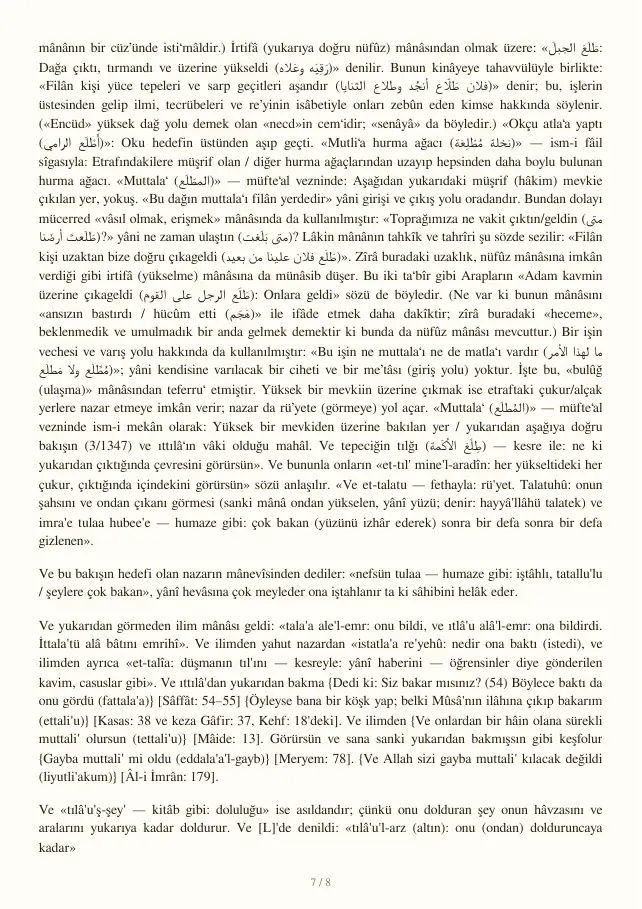 mânânın bir cüz’ünde isti‘mâldir.) İrtifâ (yukarıya doğru nüfûz) mânâsından olmak üzere: «طَلَعَ الجبلَ:
Dağa çıktı, tırmandı ve üzerine yükseldi (رَقِيَه وعَلاه)» denilir. Bunun kinâyeye tahavvülüyle birlikte:
«Filân kişi yüce tepeleri ve sarp geçitleri aşandır (فلان طَلّاع أنجُد وطلاع الثنايا)» denir; bu, işlerin
üstesinden gelip ilmi, tecrübeleri ve re’yinin isâbetiyle onları zebûn eden kimse hakkında söylenir.
(«Encüd» yüksek dağ yolu demek olan «necd»in cem‘idir; «senâyâ» da böyledir.) «Okçu atla‘a yaptı
(أَطْلَع الرامي)»: Oku hedefin üstünden aşıp geçti. «Mutli‘a hurma ağacı (نخلة مُطْلِعَة)» — ism-i fâil
sîgasıyla: Etrafındakilere müşrif olan / diğer hurma ağaçlarından uzayıp hepsinden daha boylu bulunan
hurma ağacı. «Muttala‘ (المطَّلَع)» — müfte‘al vezninde: Aşağıdan yukarıdaki müşrif (hâkim) mevkie
çıkılan yer, yokuş. «Bu dağın muttala‘ı filân yerdedir» yâni girişi ve çıkış yolu oradandır. Bundan dolayı
mücerred «vâsıl olmak, erişmek» mânâsında da kullanılmıştır: «Toprağımıza ne vakit çıktın/geldin (متى
طَلَعتَ أرضَنا)?» yâni ne zaman ulaştın (متى بَلَغت)? Lâkin mânânın tahkîk ve tahrîri şu sözde sezilir: «Filân
kişi uzaktan bize doğru çıkageldi (طَلَع فلان علينا من بعيد)». Zîrâ buradaki uzaklık, nüfûz mânâsına imkân
verdiği gibi irtifâ (yükselme) mânâsına da münâsib düşer. Bu iki ta‘bîr gibi Arapların «Adam kavmin
üzerine çıkageldi (طَلَع الرجل على القوم): Onlara geldi» sözü de böyledir. (Ne var ki bunun mânâsını
«ansızın bastırdı / hücûm etti (هَجَم)» ile ifâde etmek daha dakîktir; zîrâ buradaki «heceme»,
beklenmedik ve umulmadık bir anda gelmek demektir ki bunda da nüfûz mânâsı mevcuttur.) Bir işin
vechesi ve varış yolu hakkında da kullanılmıştır: «Bu işin ne muttala‘ı ne de matla‘ı vardır (ما لهذا الأمر
مُطَّلَع ولا مَطلَع)»; yâni kendisine varılacak bir ciheti ve bir me’tâsı (giriş yolu) yoktur. İşte bu, «bulûğ
(ulaşma)» mânâsından teferru‘ etmiştir. Yüksek bir mevkiin üzerine çıkmak ise etraftaki çukur/alçak
yerlere nazar etmeye imkân verir; nazar da rü’yete (görmeye) yol açar. «Muttala‘ (المُطلَع)» — müfte‘al
vezninde ism-i mekân olarak: Yüksek bir mevkiden üzerine bakılan yer / yukarıdan aşağıya doğru
bakışın (3/1347) ve ıttılâ‘ın vâki olduğu mahâl. Ve tepeciğin tılğı (طِلْعُ الأكَمة) — kesre ile: ne ki
yukarıdan çıktığında çevresini görürsün». Ve bununla onların «et-tıl' mine'l-aradîn: her yükseltideki her
çukur, çıktığında içindekini görürsün» sözü anlaşılır. «Ve et-talatu — fethayla: rü'yet. Talatuhû: onun
şahsını ve ondan çıkanı görmesi (sanki mânâ ondan yükselen, yânî yüzü; denir: hayyâ'llâhü talatek) ve
imra'e tulaa hubee'e — humaze gibi: çok bakan (yüzünü izhâr ederek) sonra bir defa sonra bir defa
gizlenen».
Ve bu bakışın hedefi olan nazarın mânevîsinden dediler: «nefsün tulaa — humaze gibi: iştâhlı, tatallu'lu
/ şeylere çok bakan», yânî hevâsına çok meyleder ona iştahlanır ta ki sâhibini helâk eder.
Ve yukarıdan görmeden ilim mânâsı geldi: «tala'a ale'l-emr: onu bildi, ve ıtlâ'u alâ'l-emr: ona bildirdi.
İttala'tü alâ bâtını emrihî». Ve ilimden yahut nazardan «istatla'a re'yehû: nedir ona baktı (istedi), ve
ilimden ayrıca «et-talîa: düşmanın tıl'ını — kesreyle: yânî haberini — öğrensinler diye gönderilen
kavim, casuslar gibi». Ve ıttılâ'dan yukarıdan bakma {Dedi ki: Siz bakar mısınız? (54) Böylece baktı da
onu gördü (fattala'a)} [Sâffât: 54–55] {Öyleyse bana bir köşk yap; belki Mûsâ'nın ilâhına çıkıp bakarım
(ettali'u)} [Kasas: 38 ve keza Gâfir: 37, Kehf: 18'deki]. Ve ilimden {Ve onlardan bir hâin olana sürekli
muttali' olursun (tettali'u)} [Mâide: 13]. Görürsün ve sana sanki yukarıdan bakmışsın gibi keşfolur
{Gayba muttali' mi oldu (eddala'a'l-gayb)} [Meryem: 78]. {Ve Allah sizi gayba muttali' kılacak değildi
(liyutli'akum)} [Âl-i İmrân: 179].
Ve «tılâ'u'ş-şey' — kitâb gibi: doluluğu» ise asıldandır; çünkü onu dolduran şey onun hâvzasını ve
aralarını yukarıya kadar doldurur. Ve [L]'de denildi: «tılâ'u'l-arz (altın): onu (ondan) dolduruncaya
kadar»
7 / 8